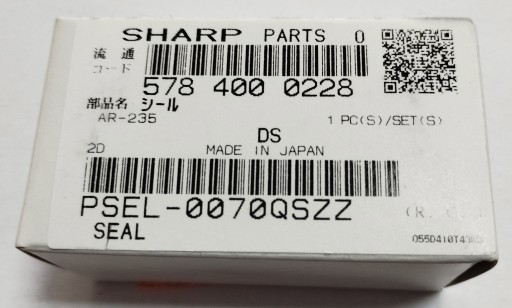 SHARP PARTS 0
流通
コード
578 400 0228
部品名 シール
AR-235 1 PC(S)/SET(S)
DS
2D MADE IN JAPAN
PSEL-0070QSZZ
SEAL